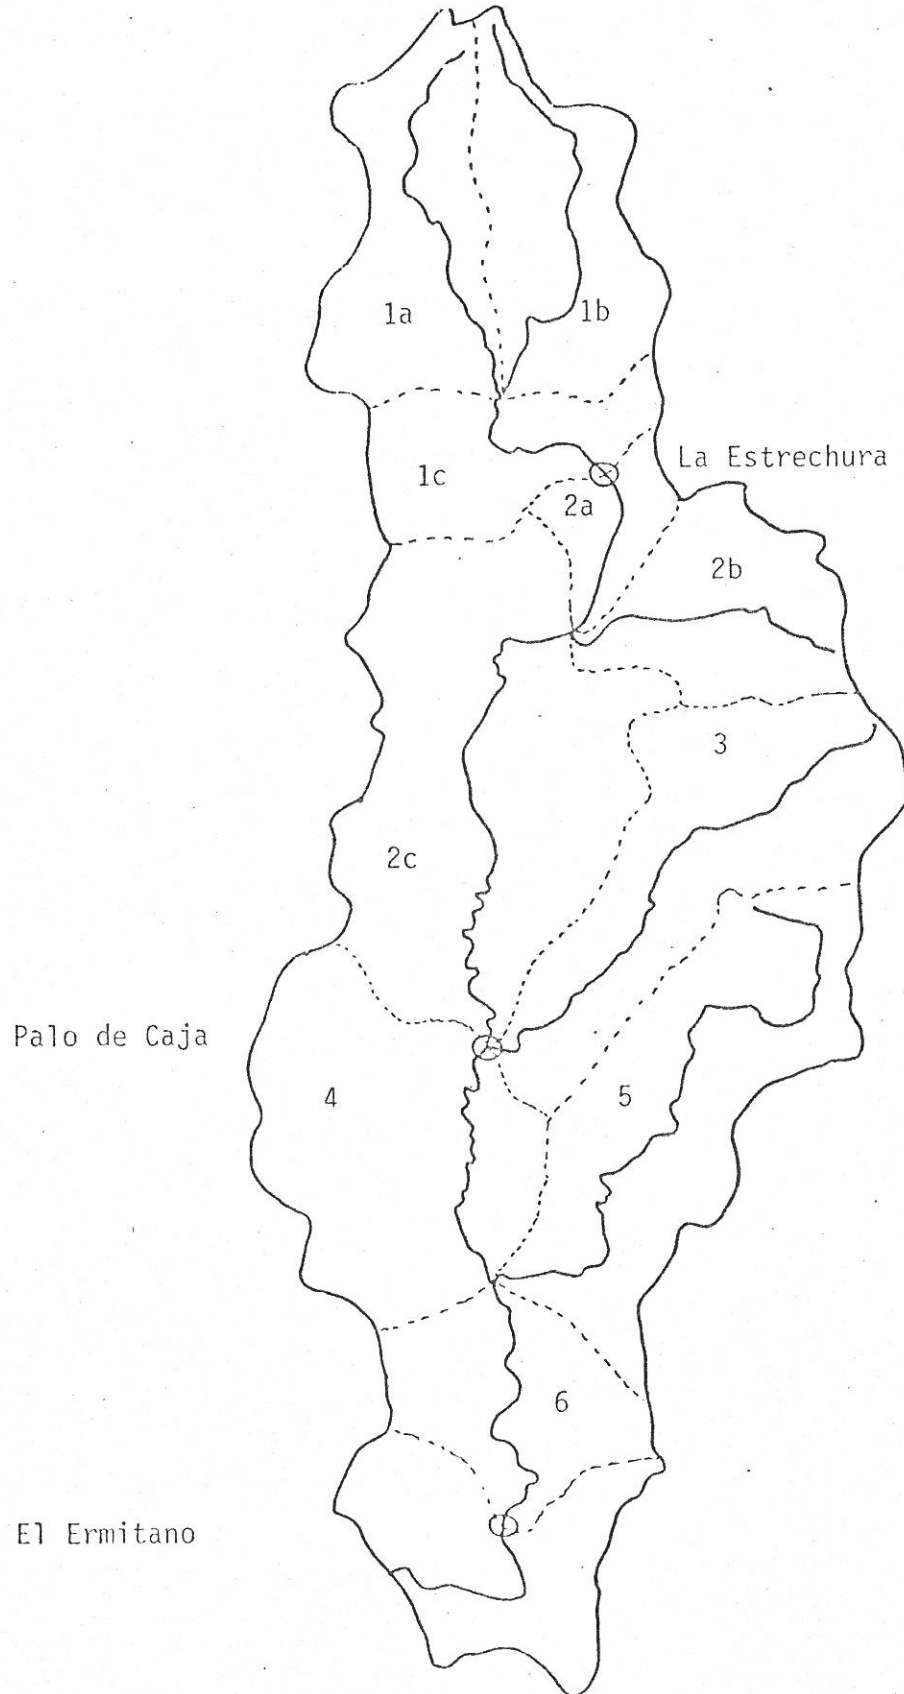 1a
1b
La Estrechura
1c
2a
2b
3
2c
Palo de Caja
4
5
6
El Ermitano